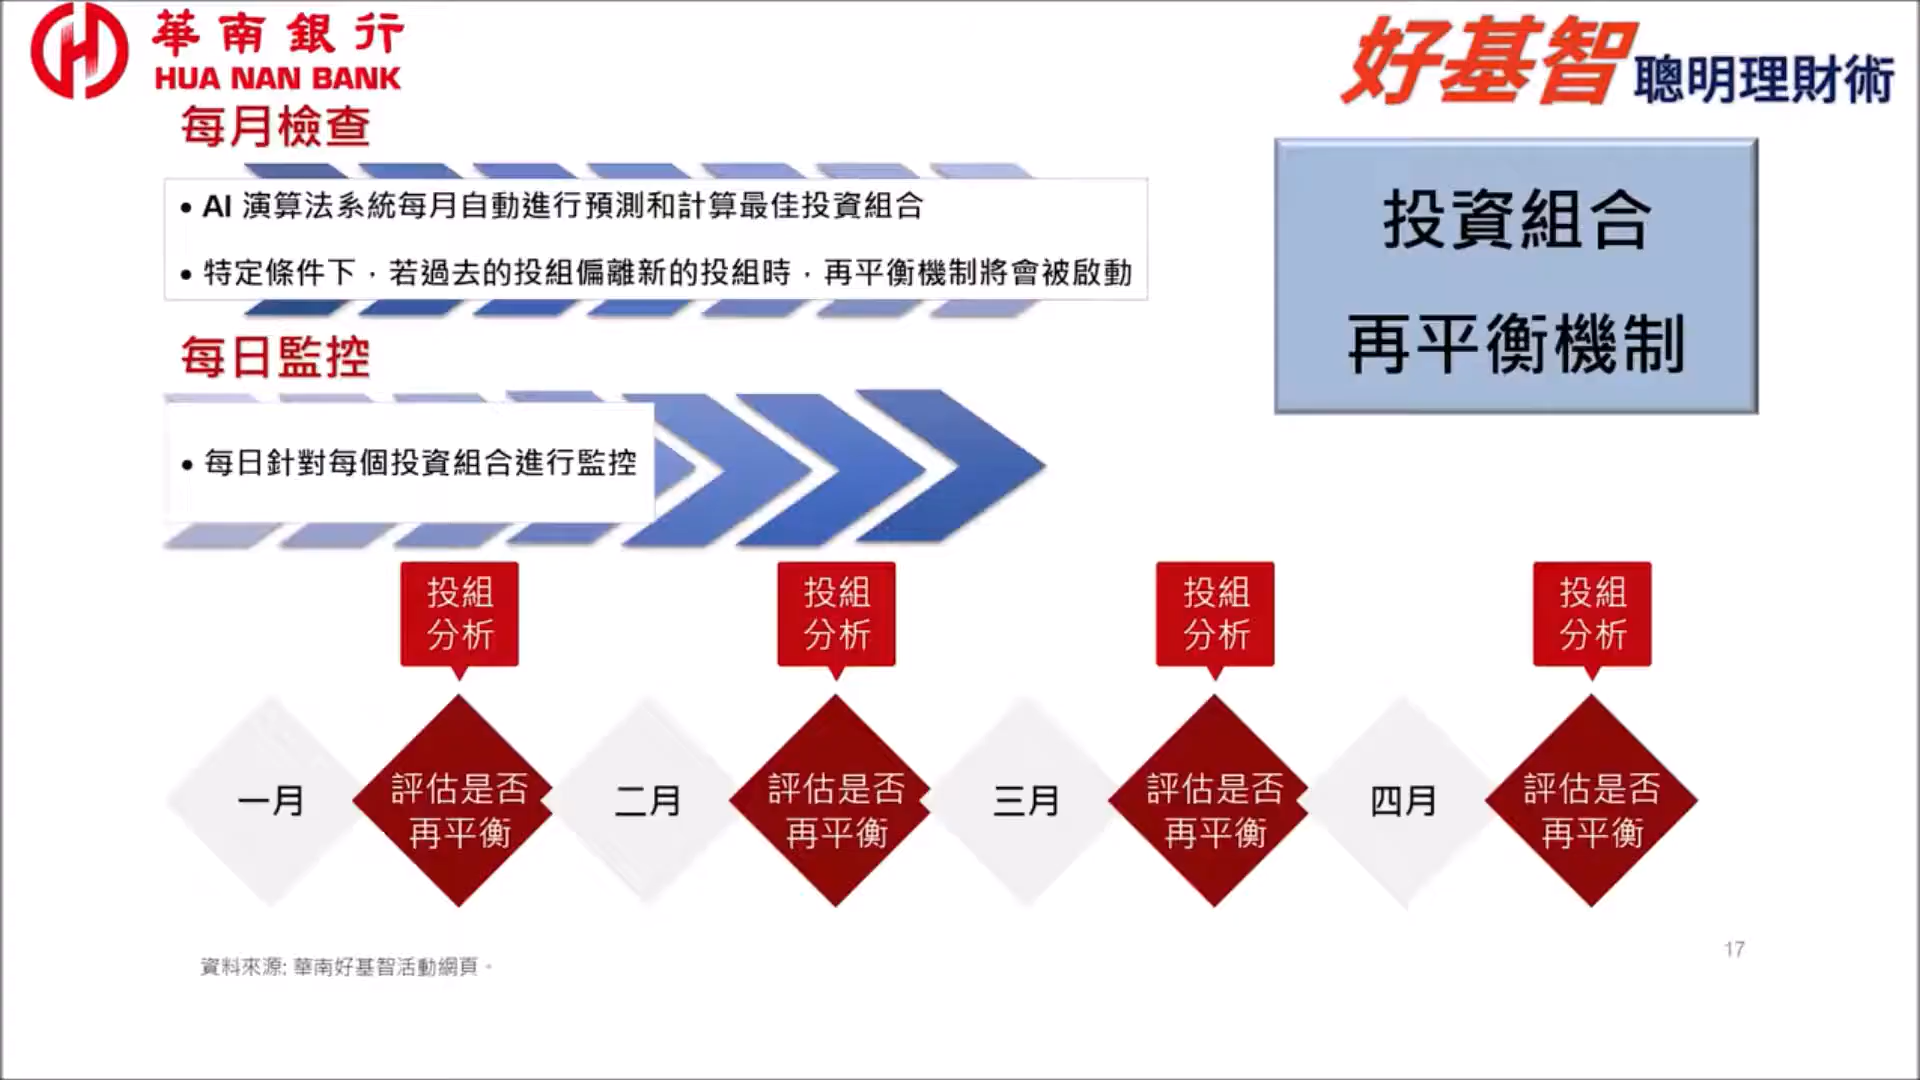 華南銀行
HUA NAN BANK
好基智聰明理財術
每月檢查
• AI 演算法系統每月自動進行預測和計算最佳投資組合
• 特定條件下，若過去的投組偏離新的投組時，再平衡機制將會被啟動
投資組合
再平衡機制
每日監控
• 每日針對每個投資組合進行監控
投組
分析
投組
分析
投組
分析
投組
分析
一月
評估是否
再平衡
二月
評估是否
再平衡
三月
評估是否
再平衡
四月
評估是否
再平衡
資料來源: 華南好基智活動網頁。
17